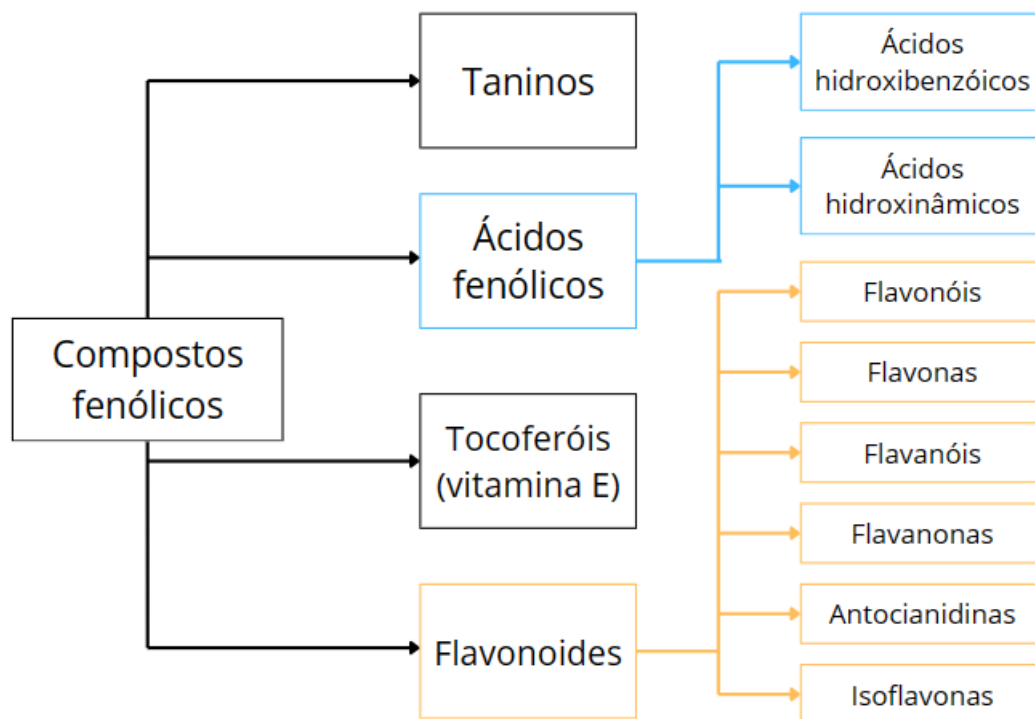 Compostos
fenólicos
Taninos
Ácidos
fenólicos
Tocoferóis
(vitamina E)
Flavonoides
Ácidos
hidroxibenzóicos
Ácidos
hidroxinâmicos
Flavonóis
Flavonas
Flavanóis
Flavanonas
Antocianidinas
Isoflavonas